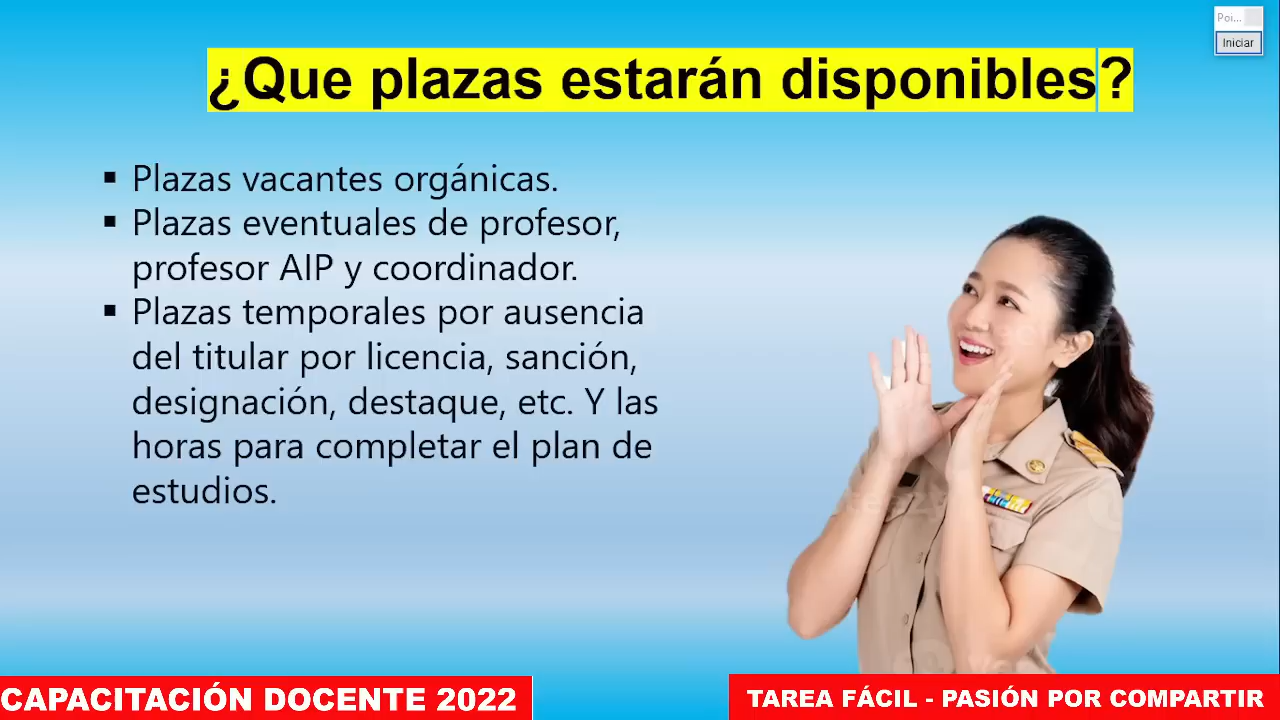 Poi...
Iniciar
¿Que plazas estarán disponibles?
▪ Plazas vacantes orgánicas.
▪ Plazas eventuales de profesor,
profesor AIP y coordinador.
▪ Plazas temporales por ausencia
del titular por licencia, sanción,
designación, destaque, etc. Y las
horas para completar el plan de
estudios.
CAPACITACIÓN DOCENTE 2022
TAREA FÁCIL - PASIÓN POR COMPARTIR